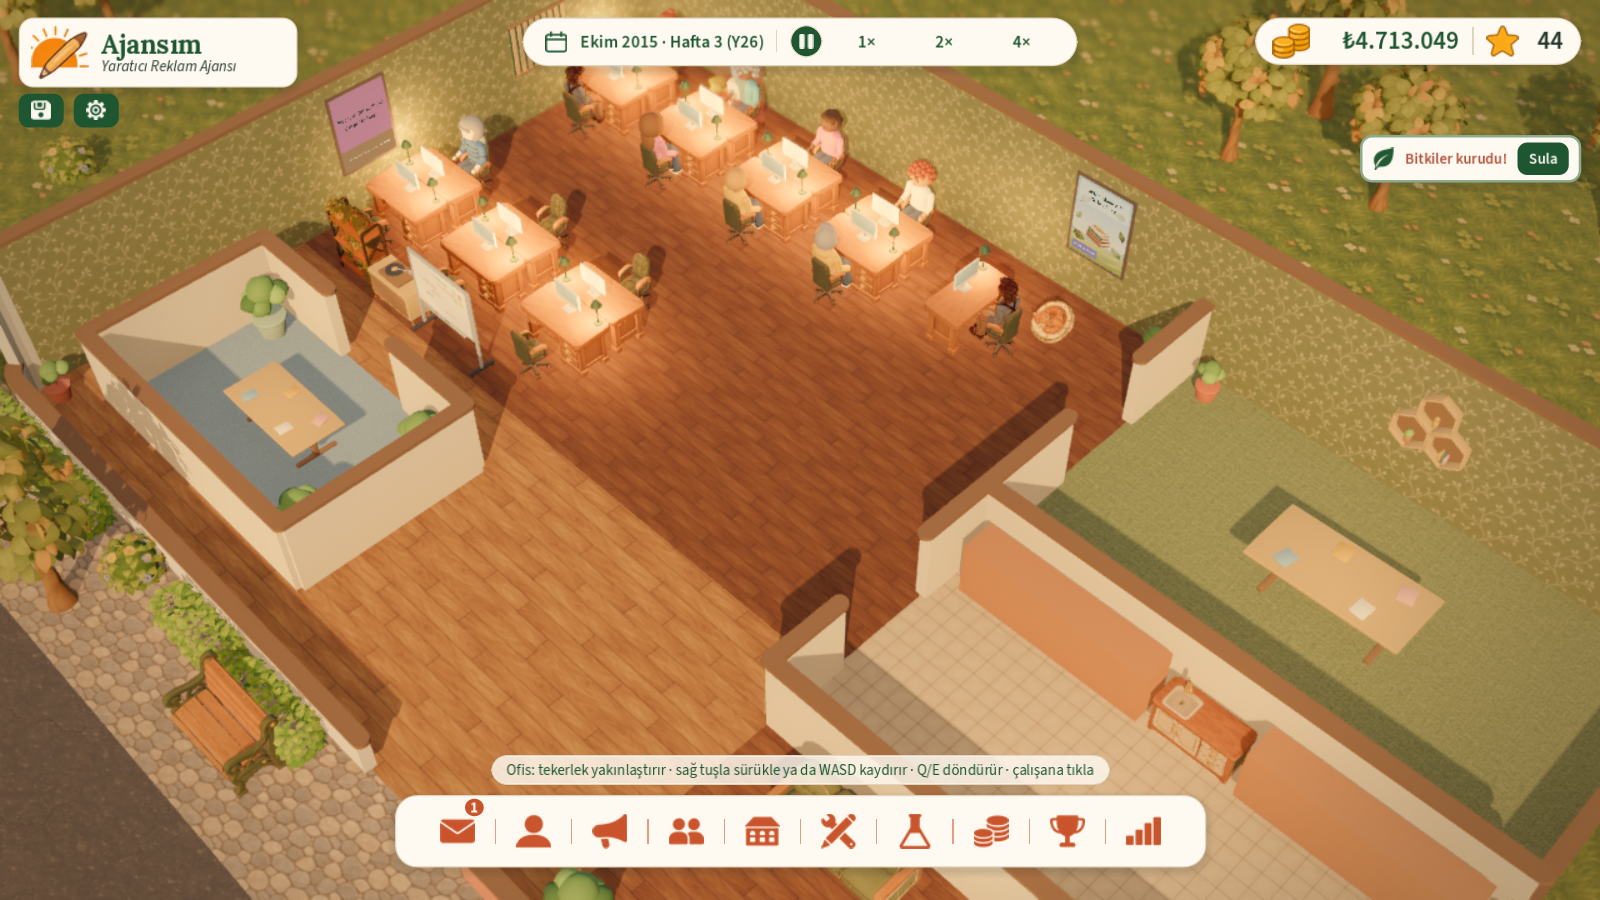 Ajansım
Yaratıcı Reklam Ajansı
Ekim 2015 · Hafta 3 (Y26)
1×
2×
4×
₺4.713.049
44
Bitkiler kurudu!
Sula
Ofis: tekerlek yakınlaştırır · sağ tuşla sürükle ya da WASD kaydırır · Q/E döndürür · çalışana tıkla
1